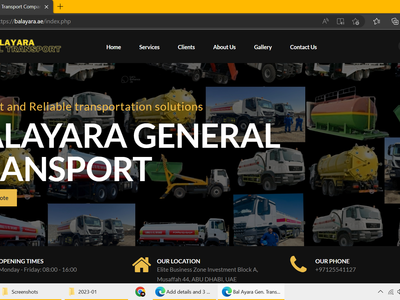 Transport Compa
https://balayara.ae/index.php
BALAYARA
L TRANSPORT
Home Services Clients About Us Gallery Contact Us
t and Reliable transportation solutions
ALAYARA GENERAL
RANSPORT
ote
OPENING TIMES
Monday - Friday: 08:00 - 16:00
OUR LOCATION
Elite Business Zone Investment Block A,
Musaffah 44, ABU DHABI, UAE
OUR PHONE
+97125541127
Screenshots
2023-01
Add details and 3 ...
Bal Ayara Gen. Trans...